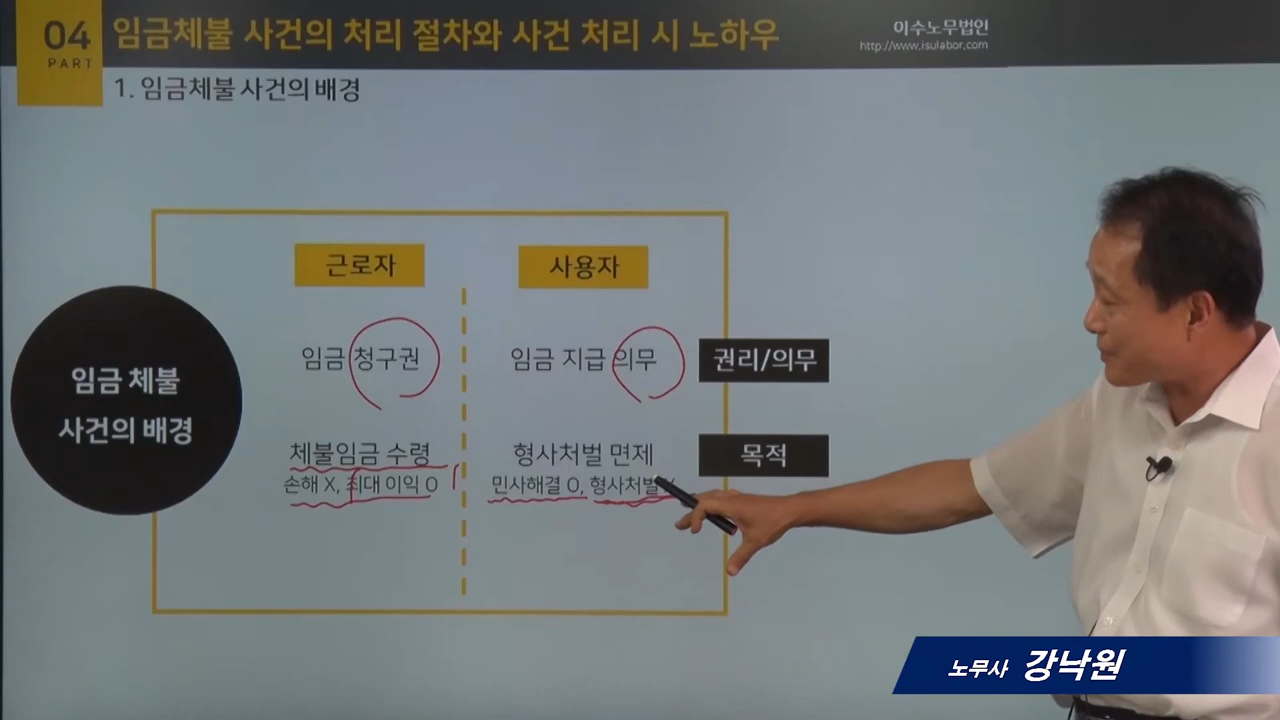 04
PART
임금체불 사건의 처리 절차와 사건 처리 시 노하우
이수노무법인
http://www.isulabor.com
1. 임금체불 사건의 배경
근로자
사용자
임금 청구권
임금 지급 의무
권리/의무
임금 체불
사건의 배경
체불임금 수령
형사처벌 면제
목적
손해 X, 최대 이익 O
민사해결 O, 형사처벌
노무사 강낙원